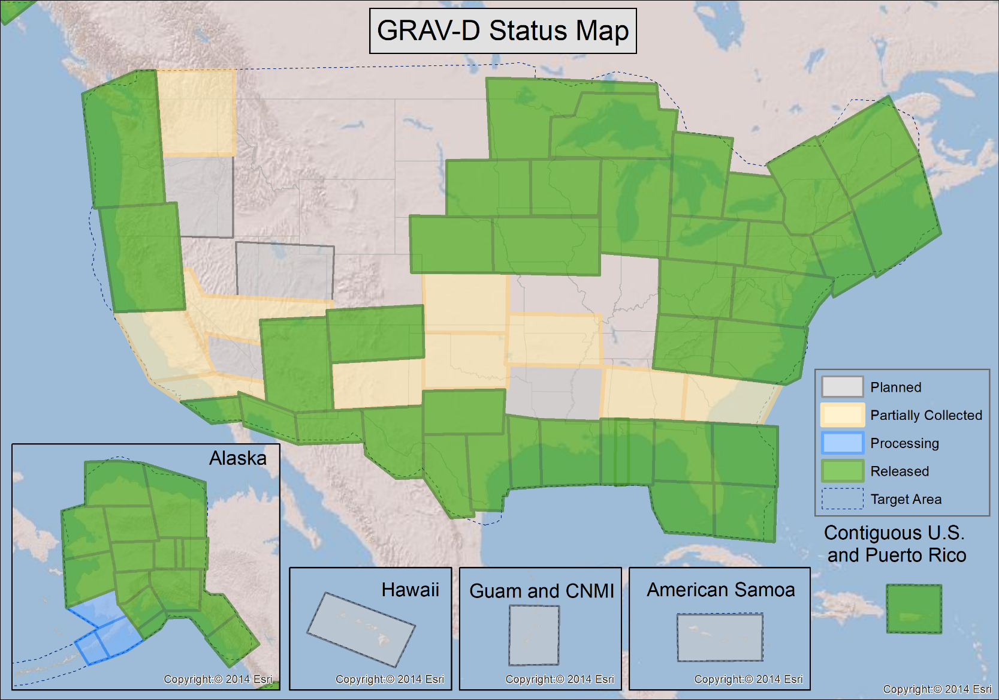 GRAV-D Status Map
Planned
Partially Collected
Processing
Released
Target Area
Contiguous U.S.
and Puerto Rico
Alaska
Copyright:© 2014 Esri
Hawaii
Copyright:© 2014 Esri
Guam and CNMI
Copyright:© 2014 Esri
American Samoa
Copyright:© 2014 Esri
Copyright:© 2014 Esri